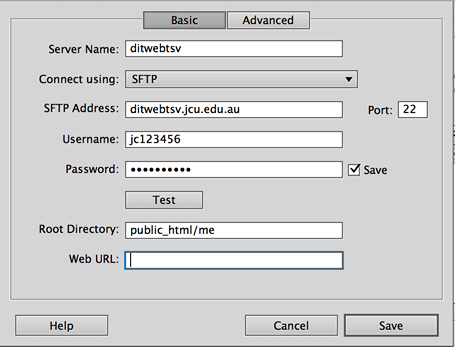 Basic Advanced
Server Name: ditwebtsv
Connect using: SFTP
SFTP Address: ditwebtsv.jcu.edu.au Port: 22
Username: jc123456
Password: •••••••••• Save
Test
Root Directory: public_html/me
Web URL:
Help Cancel Save